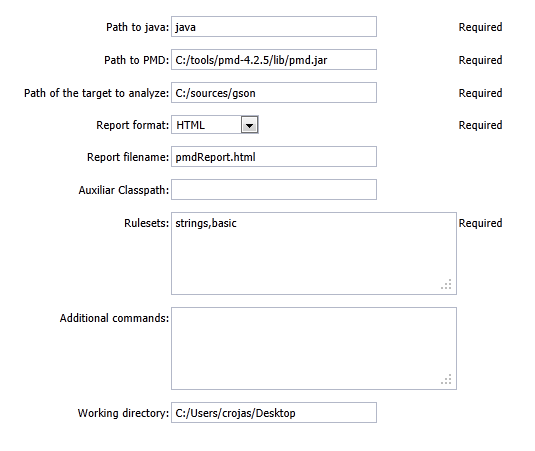 Path to java: java Required
Path to PMD: C:/tools/pmd-4.2.5/lib/pmd.jar Required
Path of the target to analyze: C:/sources/gson Required
Report format: HTML Required
Report filename: pmdReport.html
Auxiliar Classpath:
Rulesets: strings,basic Required
Additional commands:
Working directory: C:/Users/crojas/Desktop